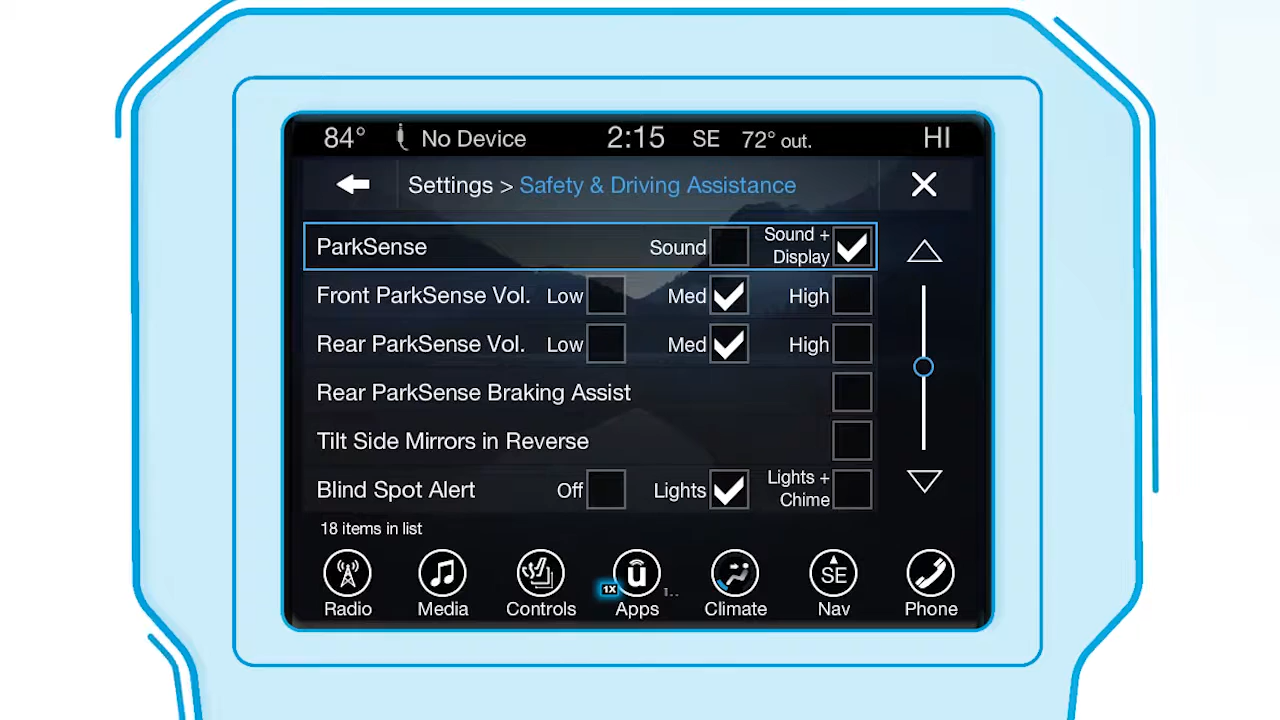 84° No Device 2:15 SE 72° out. HI
Settings > Safety & Driving Assistance
ParkSense Sound Sound + Display
Front ParkSense Vol. Low Med High
Rear ParkSense Vol. Low Med High
Rear ParkSense Braking Assist
Tilt Side Mirrors in Reverse
Blind Spot Alert Off Lights Lights + Chime
18 items in list
SE
1X
Radio Media Controls Apps Climate Nav Phone